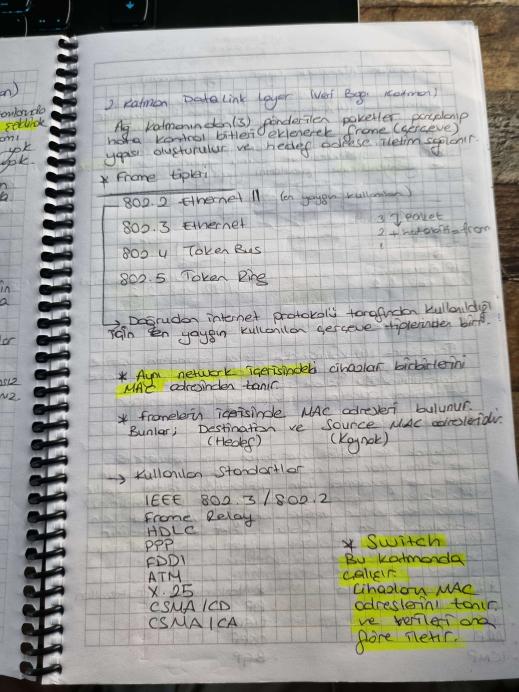 2. Katman Data Link Layer (Veri Bağı Katmanı)
Ağ katmanından (3) gönderilen paketler parçalanıp
hata kontrol bitleri eklenerek frame (çerçeve)
yapısı oluşturulur ve hedef adrese iletim sağlanır.
* Frame tipleri
802.2 Ethernet II (en yaygın kullanılan)
802.3 Ethernet
3 paket
2 +
1
802.4 Token Bus
802.5 Token Ring
→ Doğrudan internet protokolü tarafından kullanıldığı
için en yaygın kullanılan çerçeve tiplerinden biri.
* Aynı network içerisindeki cihazlar birbirlerini
MAC adresinden tanır.
* Framelerin içerisinde MAC adresleri bulunur.
Bunlar; Destination ve Source MAC adresleridir.
(Hedef) (Kaynak)
→ Kullanılan Standartlar
IEEE 802.3 / 802.2
Frame Relay
HDLC
PPP
FDDI
ATM
X.25
CSMA/CD
CSMA/CA
* Switch
Bu katmanda
çalışır.
Cihazların MAC
adreslerini tanır
ve verileri ona
göre iletir.